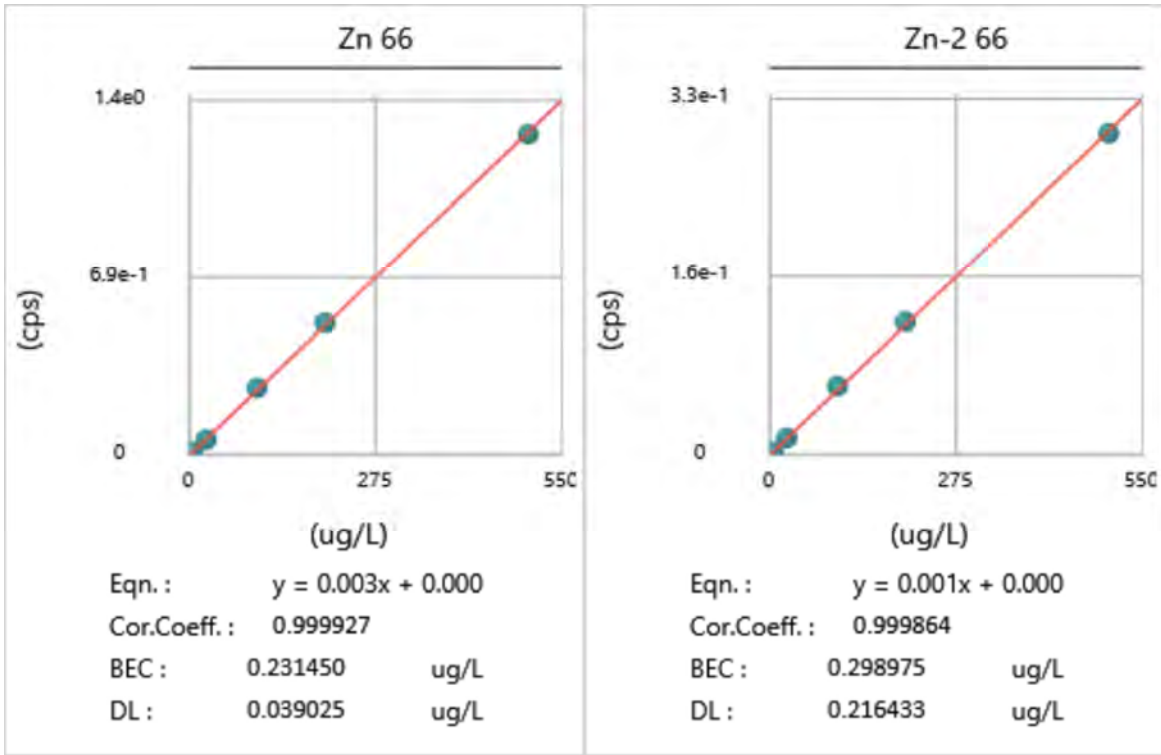 Zn 66
1.4e0
6.9e-1
(cps)
0
0 275 550
(ug/L)
Eqn. : y = 0.003x + 0.000
Cor.Coeff. : 0.999927
BEC : 0.231450 ug/L
DL : 0.039025 ug/L
Zn-2 66
3.3e-1
1.6e-1
(cps)
0
0 275 550
(ug/L)
Eqn. : y = 0.001x + 0.000
Cor.Coeff. : 0.999864
BEC : 0.298975 ug/L
DL : 0.216433 ug/L